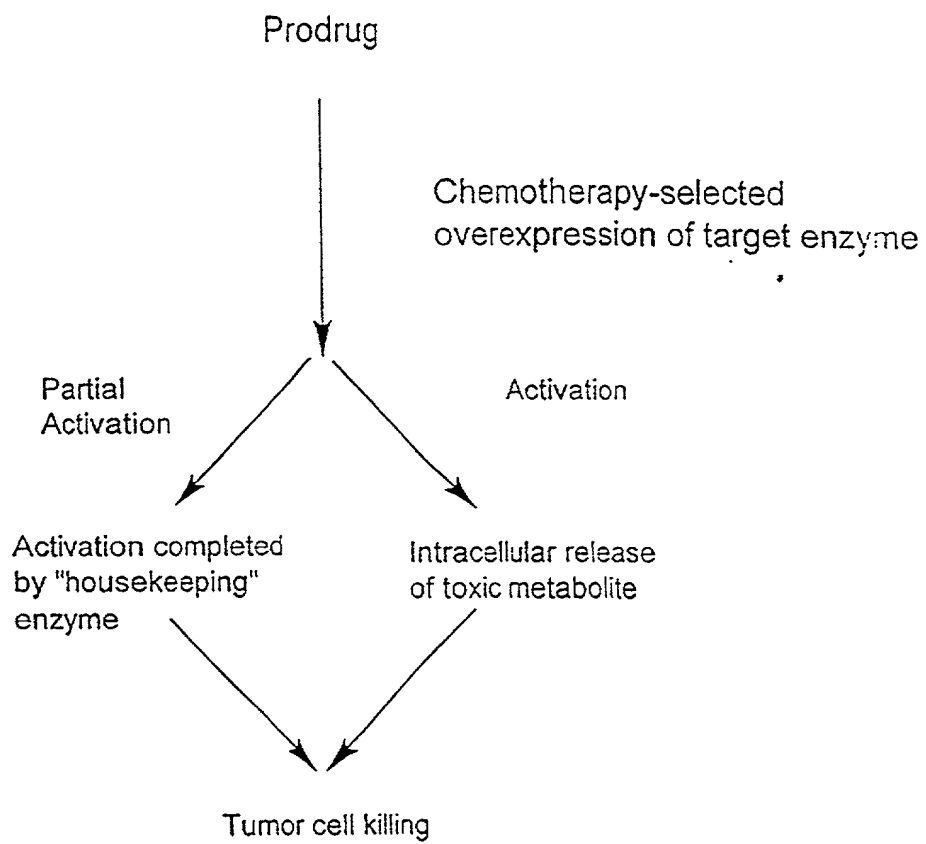 Prodrug
Chemotherapy-selected
overexpression of target enzyme
Partial
Activation
Activation
Activation completed
by "housekeeping"
enzyme
Intracellular release
of toxic metabolite
Tumor cell killing